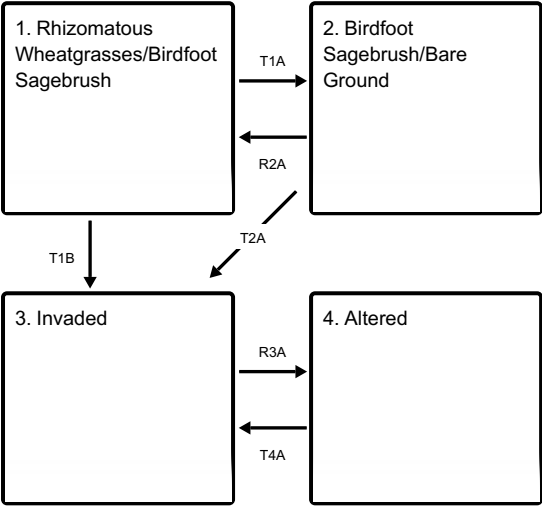 1. Rhizomatous
Wheatgrasses/Birdfoot
Sagebrush
T1A
2. Birdfoot
Sagebrush/Bare
Ground
R2A
T2A
T1B
3. Invaded
R3A
4. Altered
T4A